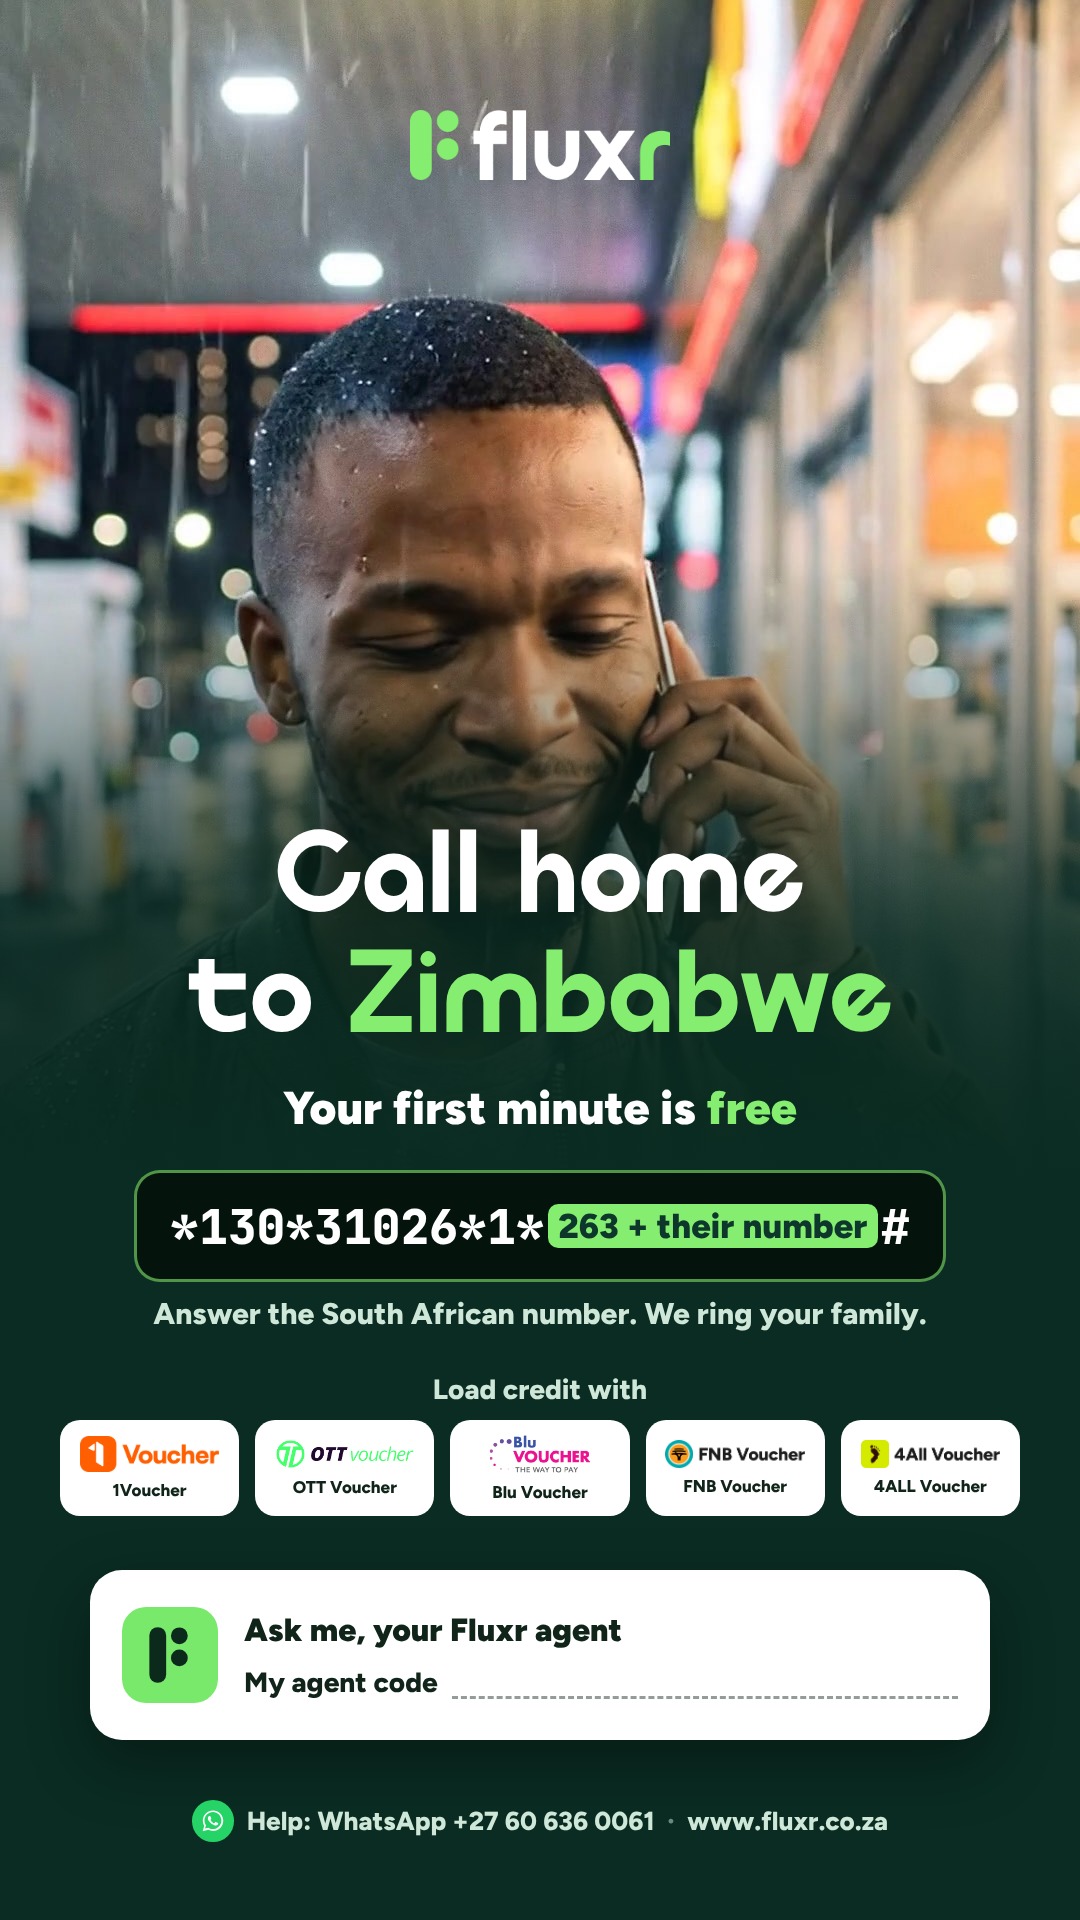 fluxr
Call home
to Zimbabwe
Your first minute is free
*130*31026*1*263 + their number#
Answer the South African number. We ring your family.
Load credit with
1 Voucher
1Voucher
OTT voucher
OTT Voucher
Blu
VOUCHER
THE WAY TO PAY
Blu Voucher
FNB Voucher
FNB Voucher
4All Voucher
4ALL Voucher
Ask me, your Fluxr agent
My agent code
Help: WhatsApp +27 60 636 0061 · www.fluxr.co.za